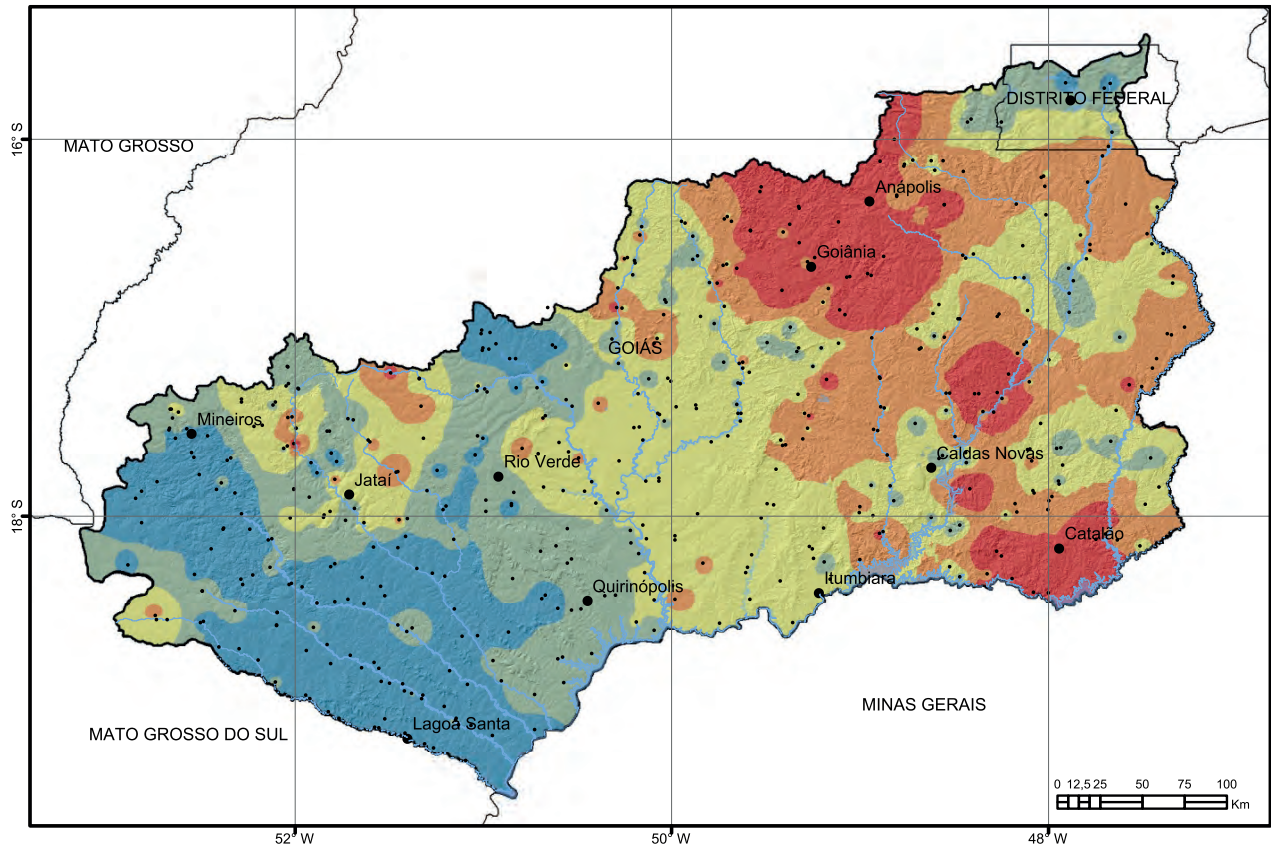 DISTRITO FEDERAL
16° S
MATO GROSSO
Anápolis
Goiânia
GOIÁS
Mineiros
Caldas Novas
Rio Verde
Jataí
18° S
Catalão
Itumbiara
Quirinópolis
MINAS GERAIS
Lagoa Santa
MATO GROSSO DO SUL
0 12,5 25 50 75 100
Km
52° W 50° W 48° W